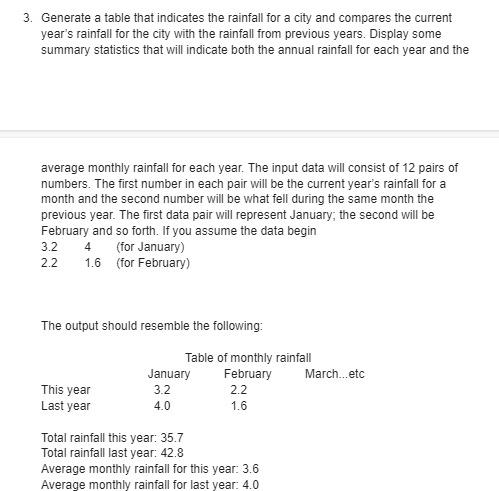 3. Generate a table that indicates the rainfall for a city and compares the current
year's rainfall for the city with the rainfall from previous years. Display some
summary statistics that will indicate both the annual rainfall for each year and the
average monthly rainfall for each year. The input data will consist of 12 pairs of
numbers. The first number in each pair will be the current year's rainfall for a
month and the second number will be what fell during the same month the
previous year. The first data pair will represent January; the second will be
February and so forth. If you assume the data begin
3.2 4 (for January)
2.2 1.6 (for February)
The output should resemble the following:
Table of monthly rainfall
January February March...etc
This year 3.2 2.2
Last year 4.0 1.6
Total rainfall this year: 35.7
Total rainfall last year: 42.8
Average monthly rainfall for this year: 3.6
Average monthly rainfall for last year: 4.0